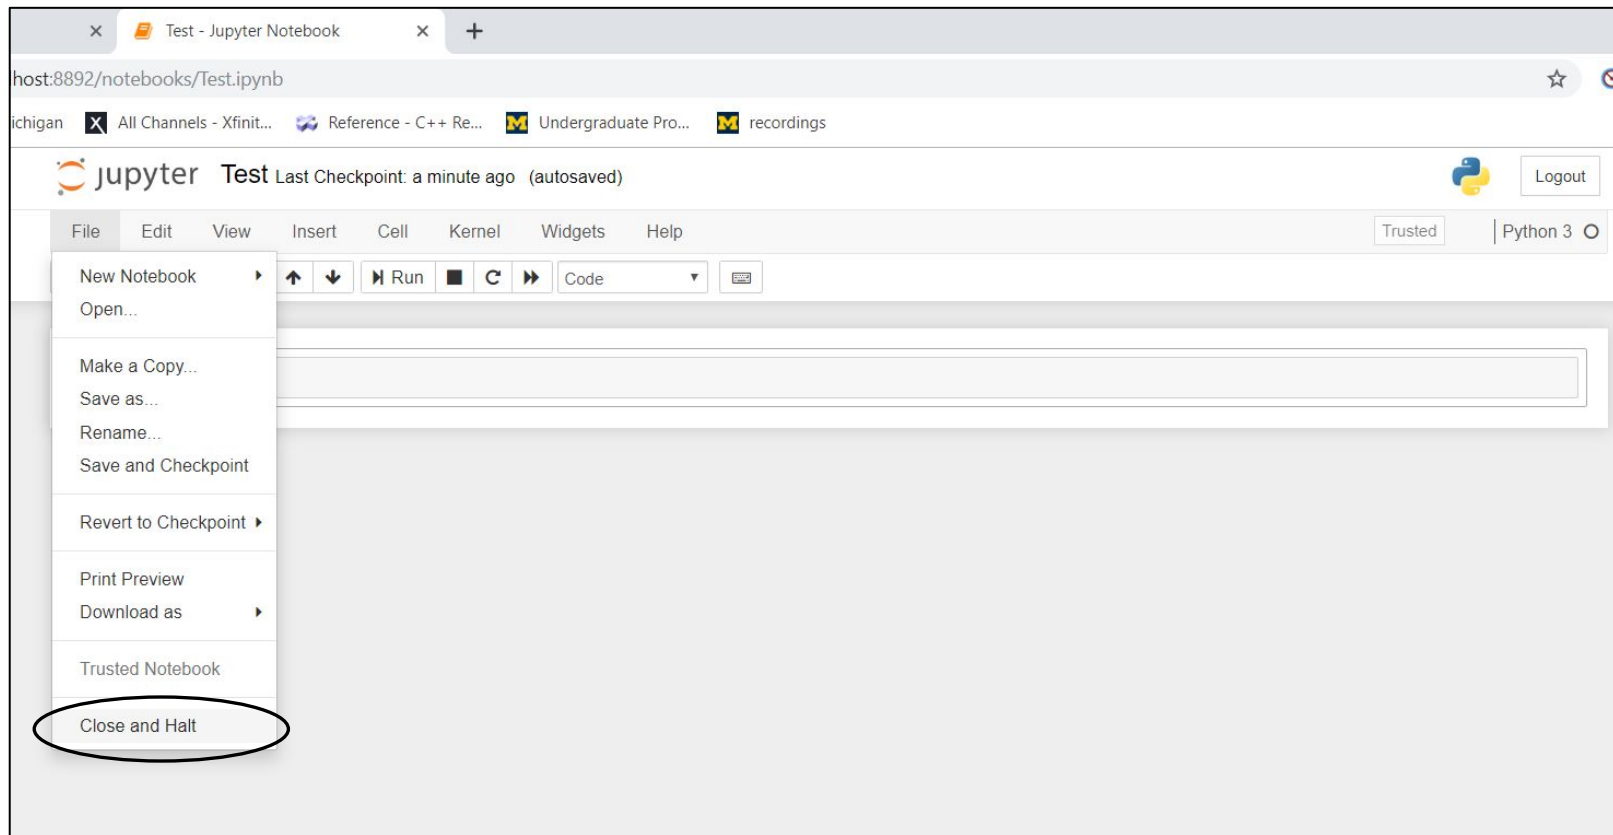 Test - Jupyter Notebook
host:8892/notebooks/Test.ipynb
ichigan All Channels - Xfinit... Reference - C++ Re... Undergraduate Pro... recordings
jupyter Test Last Checkpoint: a minute ago (autosaved) Logout
File Edit View Insert Cell Kernel Widgets Help Trusted Python 3
Run Code
New Notebook
Open...
Make a Copy...
Save as...
Rename...
Save and Checkpoint
Revert to Checkpoint
Print Preview
Download as
Trusted Notebook
Close and Halt